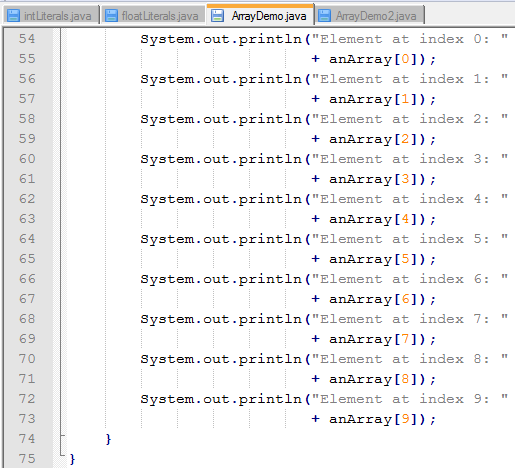 intLiterals.java floatLiterals.java ArrayDemo.java ArrayDemo2.java
54 System.out.println("Element at index 0: "
55 + anArray[0]);
56 System.out.println("Element at index 1: "
57 + anArray[1]);
58 System.out.println("Element at index 2: "
59 + anArray[2]);
60 System.out.println("Element at index 3: "
61 + anArray[3]);
62 System.out.println("Element at index 4: "
63 + anArray[4]);
64 System.out.println("Element at index 5: "
65 + anArray[5]);
66 System.out.println("Element at index 6: "
67 + anArray[6]);
68 System.out.println("Element at index 7: "
69 + anArray[7]);
70 System.out.println("Element at index 8: "
71 + anArray[8]);
72 System.out.println("Element at index 9: "
73 + anArray[9]);
74 }
75 }